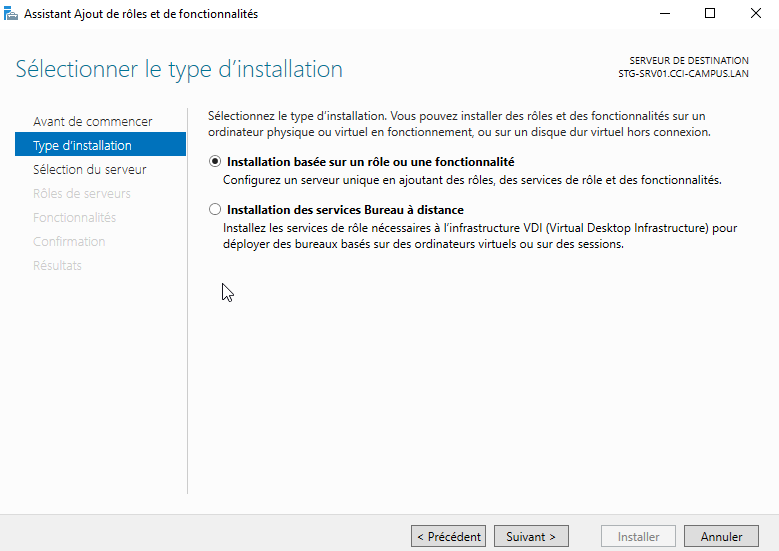 Assistant Ajout de rôles et de fonctionnalités
Sélectionner le type d’installation
SERVEUR DE DESTINATION
STG-SRV01.CCI-CAMPUS.LAN
Avant de commencer
Type d’installation
Sélection du serveur
Rôles de serveurs
Fonctionnalités
Confirmation
Résultats
Sélectionnez le type d’installation. Vous pouvez installer des rôles et des fonctionnalités sur un
ordinateur physique ou virtuel en fonctionnement, ou sur un disque dur virtuel hors connexion.
Installation basée sur un rôle ou une fonctionnalité
Configurez un serveur unique en ajoutant des rôles, des services de rôle et des fonctionnalités.
Installation des services Bureau à distance
Installez les services de rôle nécessaires à l’infrastructure VDI (Virtual Desktop Infrastructure) pour
déployer des bureaux basés sur des ordinateurs virtuels ou sur des sessions.
< Précédent
Suivant >
Installer
Annuler